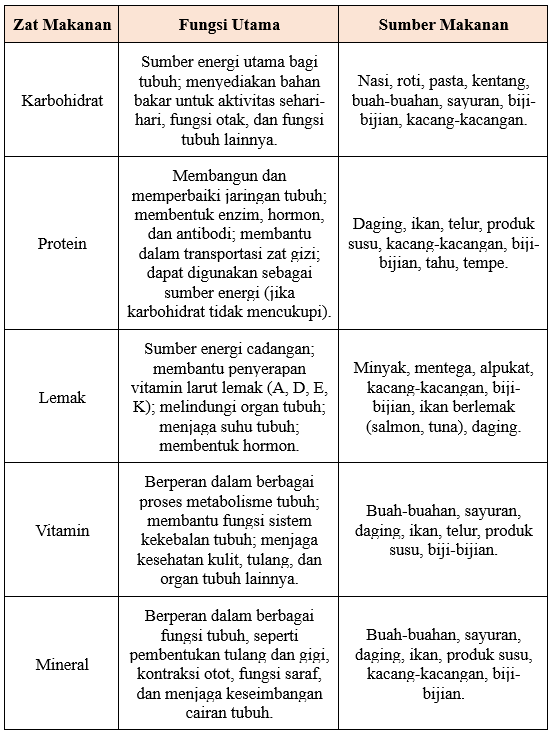 Zat Makanan
Fungsi Utama
Sumber Makanan
Karbohidrat
Sumber energi utama bagi
tubuh; menyediakan bahan
bakar untuk aktivitas sehari-
hari, fungsi otak, dan fungsi
tubuh lainnya.
Nasi, roti, pasta, kentang,
buah-buahan, sayuran, biji-
bijian, kacang-kacangan.
Protein
Membangun dan
memperbaiki jaringan tubuh;
membentuk enzim, hormon,
dan antibodi; membantu
dalam transportasi zat gizi;
dapat digunakan sebagai
sumber energi (jika
karbohidrat tidak mencukupi).
Daging, ikan, telur, produk
susu, kacang-kacangan, biji-
bijian, tahu, tempe.
Lemak
Sumber energi cadangan;
membantu penyerapan
vitamin larut lemak (A, D, E,
K); melindungi organ tubuh;
menjaga suhu tubuh;
membentuk hormon.
Minyak, mentega, alpukat,
kacang-kacangan, biji-
bijian, ikan berlemak
(salmon, tuna), daging.
Vitamin
Berperan dalam berbagai
proses metabolisme tubuh;
membantu fungsi sistem
kekebalan tubuh; menjaga
kesehatan kulit, tulang, dan
organ tubuh lainnya.
Buah-buahan, sayuran,
daging, ikan, telur, produk
susu, biji-bijian.
Mineral
Berperan dalam berbagai
fungsi tubuh, seperti
pembentukan tulang dan gigi,
kontraksi otot, fungsi saraf,
dan menjaga keseimbangan
cairan tubuh.
Buah-buahan, sayuran,
daging, ikan, produk susu,
kacang-kacangan, biji-
bijian.